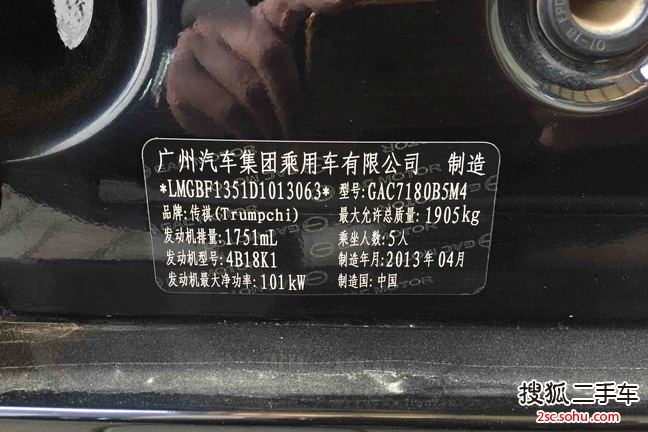 广州汽车集团乘用车有限公司 制造
*LMGBF1351D1013063* 型号:GAC7180B5M4
品牌:传祺(Trumpchi) 最大允许总质量:1905kg
发动机排量:1751mL 乘坐人数:5人
发动机型号:4B18K1 制造年月:2013年04月
发动机最大净功率:101kW 制造国:中国
搜狐二手车
2sc.sohu.com